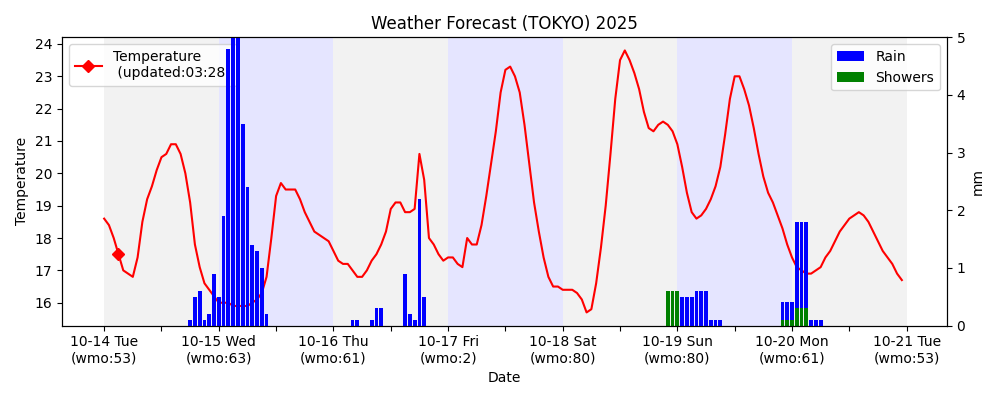 Weather Forecast (TOKYO) 2025
Temperature
(updated:03:28
Rain
Showers
24
23
22
21
20
19
18
17
16
Temperature
5
4
3
2
1
0
mm
10-14 Tue
(wmo:53)
10-15 Wed
(wmo:63)
10-16 Thu
(wmo:61)
10-17 Fri
(wmo:2)
10-18 Sat
(wmo:80)
10-19 Sun
(wmo:80)
10-20 Mon
(wmo:61)
10-21 Tue
(wmo:53)
Date